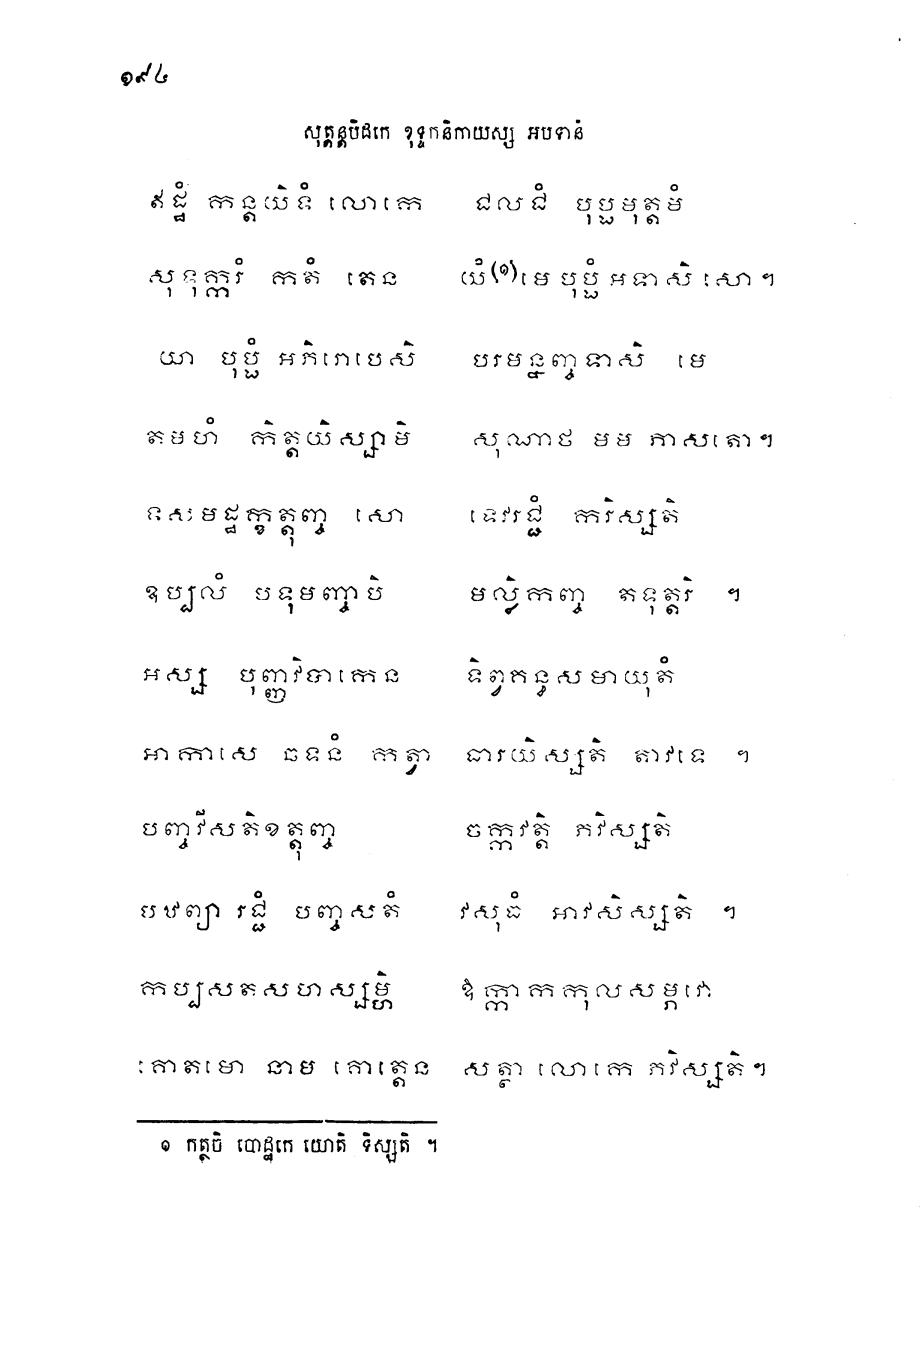 ១៩៤
សុត្តន្តបិដកេ ខុទ្ទកនិកាយស្ស អបទានំ
ឥដ្ឋំ កន្តយិទំ លោកេ ជលជំ បុប្ផមុត្តមំ
សុទុក្ករំ កតំ តេន យំ(១)មេ បុប្ផំ អទាសិ សោ។
យា បុប្ផំ អភិរោបេសិ បរមន្នញ្ចទាសិ មេ
តមហំ កិត្តយិស្សាមិ សុណាថ មម ភាសតោ។
ទសមដ្ឋក្ខត្តុញ្ច សោ ទេវរជ្ជំ ករិស្សតិ
ឧប្បលំ បទុមញ្ចាបិ មល្លិកញ្ច តទុត្តរិ ។
អស្ស បុញ្ញវិបាកេន ទិព្វគន្ធសមាយុតំ
អាកាសេ ឆទនំ កត្វា ធារយិស្សតិ តាវទេ ។
បញ្ចវីសតិខត្តុញ្ច ចក្កវត្តិ ភវិស្សតិ
បឋព្យា រជ្ជំ បញ្ចសតំ វសុធំ អាវសិស្សតិ ។
កប្បសតសហស្សម្ហិ ឱក្កាកកុលសម្ភវោ
គោតមោ នាម គោត្តេន សត្ថា លោកេ ភវិស្សតិ។
១ កត្ថចិ បោដ្ឋកេ យោតិ ទិស្សតិ ។